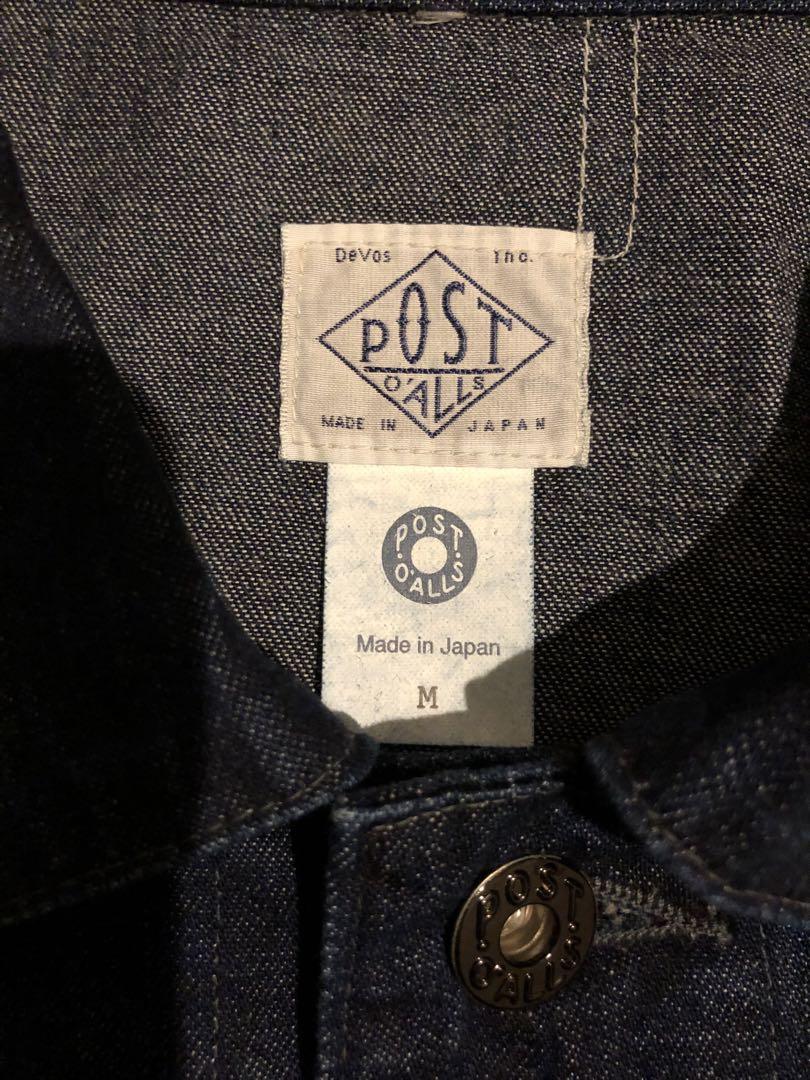 DeVos Inc.
POST
O'ALLS
MADE IN JAPAN
POST
O'ALLS
Made in Japan
M
POST
O'ALLS